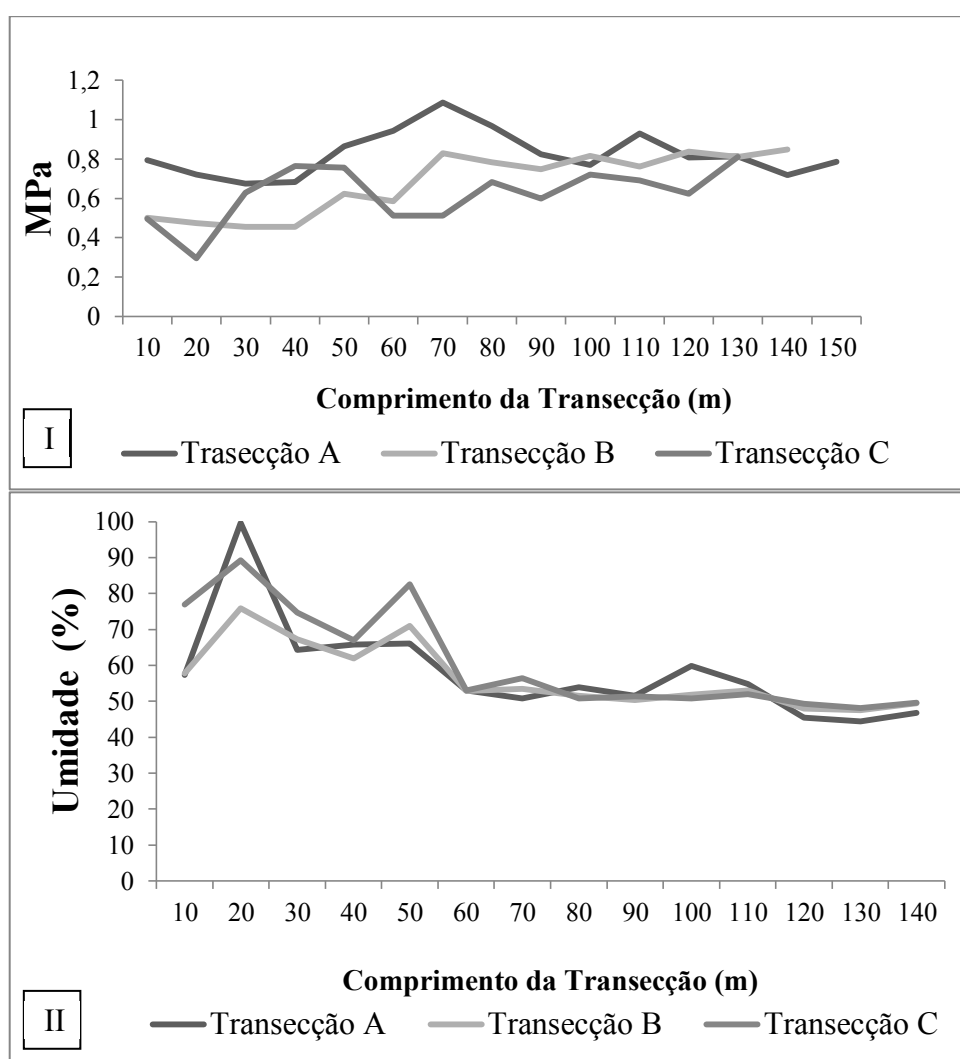 1,2
1
0,8
0,6
0,4
0,2
0
MPa
10 20 30 40 50 60 70 80 90 100 110 120 130 140 150
Comprimento da Transecção (m)
I
Trasecção A Transecção B Transecção C
100
90
80
70
60
50
40
30
20
10
0
Umidade (%)
10 20 30 40 50 60 70 80 90 100 110 120 130 140
Comprimento da Transecção (m)
II
Transecção A Transecção B Transecção C